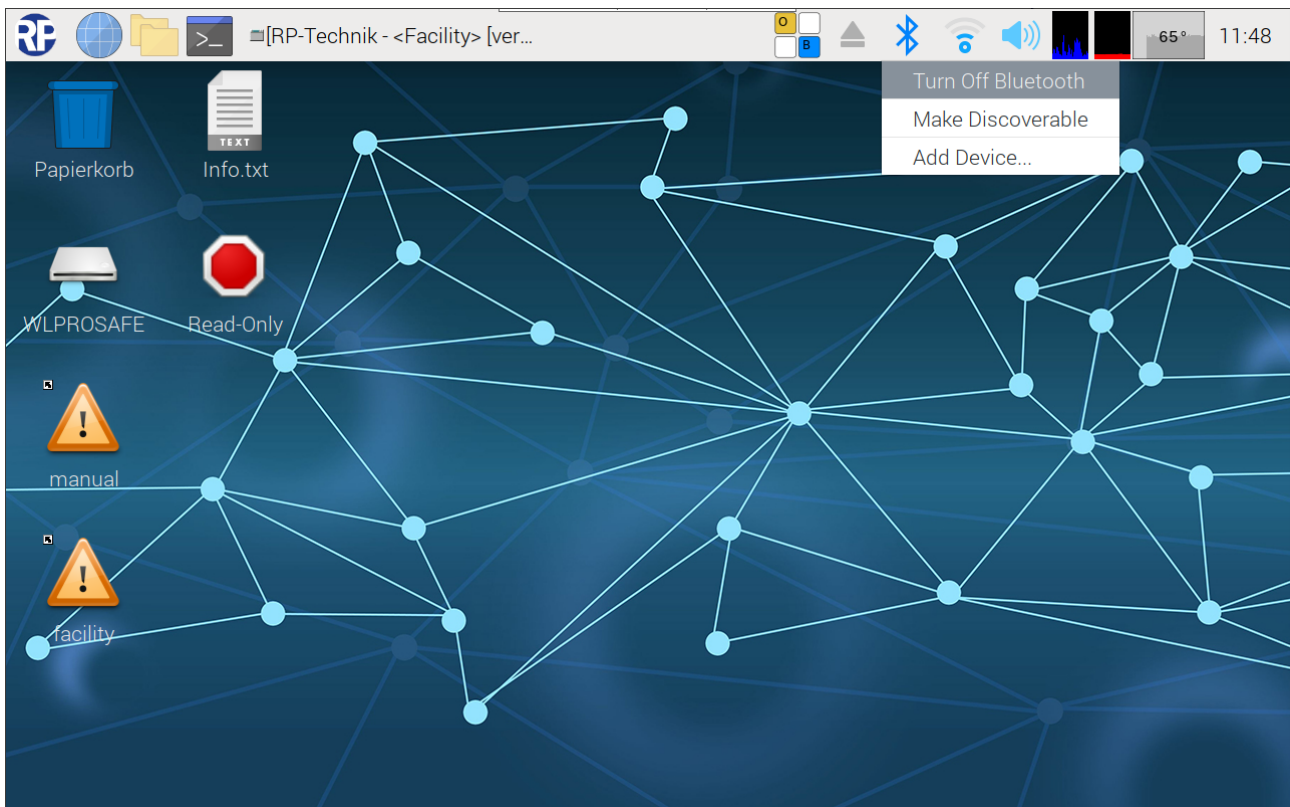 RP
>_
[RP-Technik - <Facility> [ver...
O
B
65°
11:48
Turn Off Bluetooth
Make Discoverable
Add Device...
Papierkorb
TEXT
Info.txt
WLPROSAFE
Read-Only
!
manual
!
facility